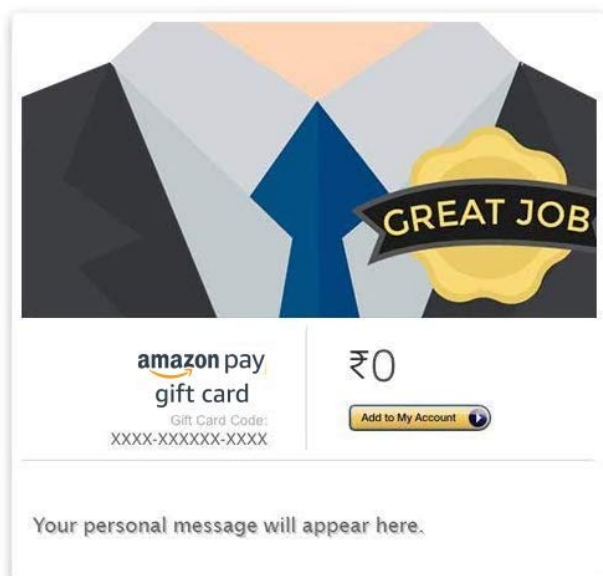 GREAT JOB
amazon pay
gift card
Gift Card Code:
XXXX-XXXXXX-XXXX
₹0
Add to My Account
Your personal message will appear here.